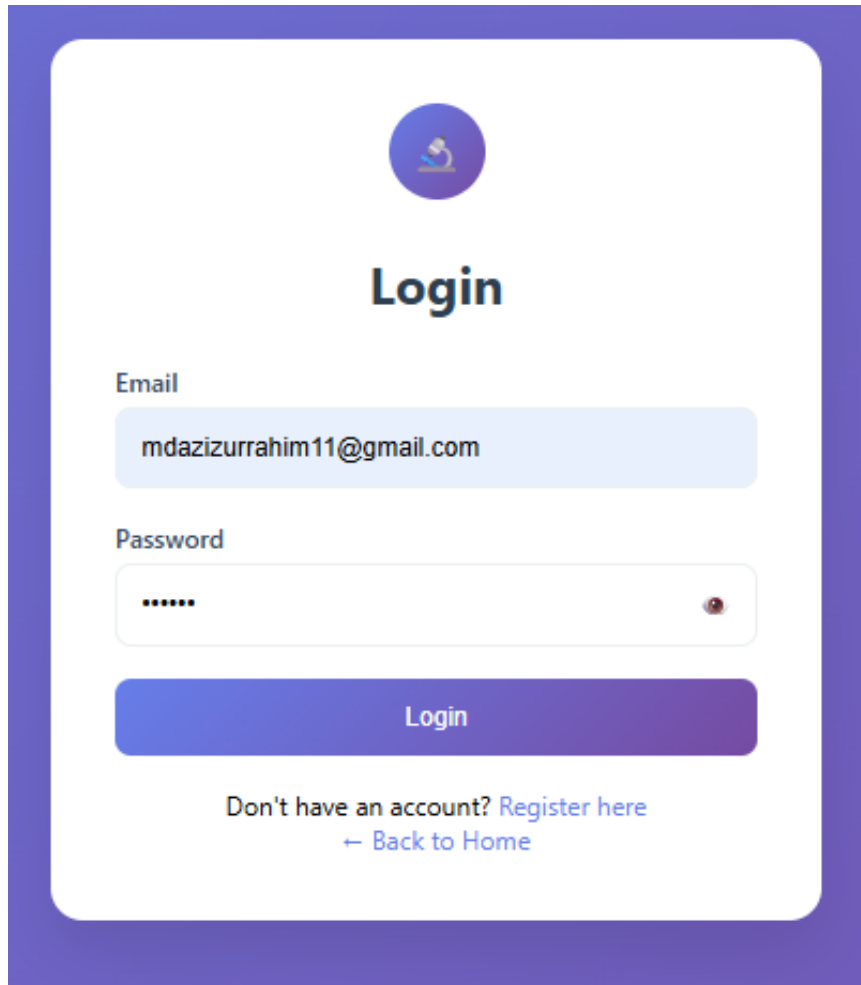 Login
Email
mdazizurrahim11@gmail.com
Password
••••••
Login
Don't have an account? Register here
← Back to Home